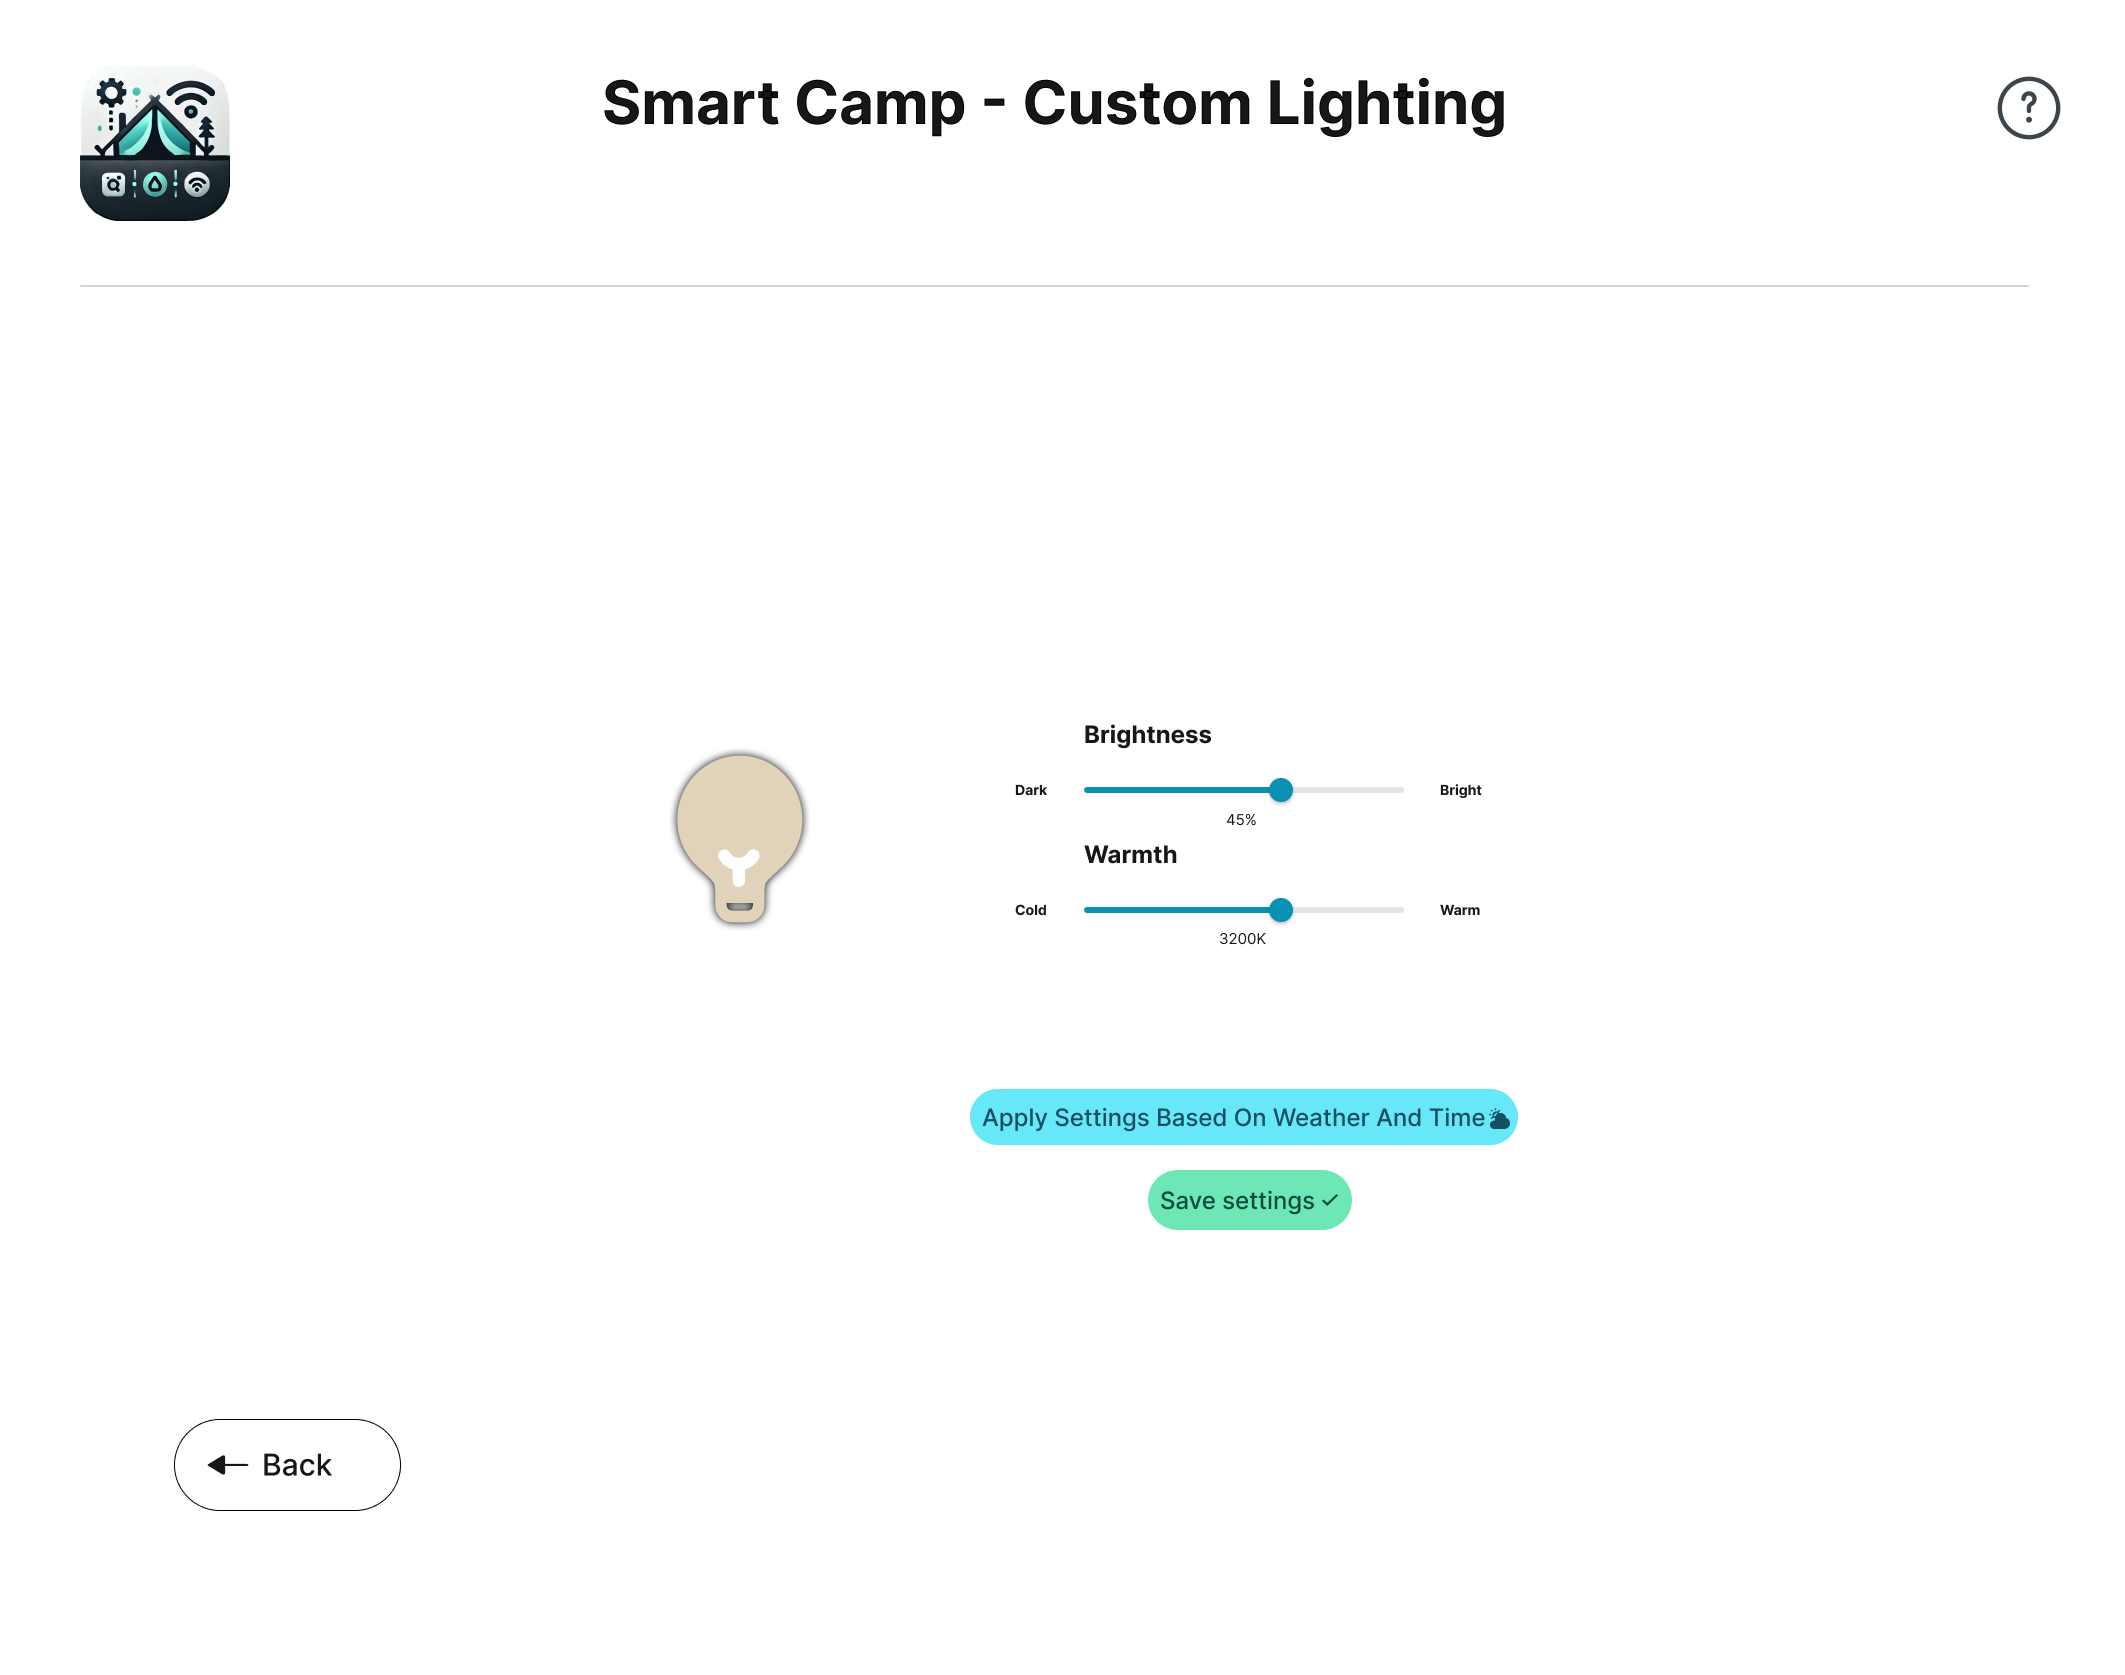 Smart Camp - Custom Lighting
Brightness
Dark Bright
45%
Warmth
Cold Warm
3200K
Apply Settings Based On Weather And Time
Save settings
Back